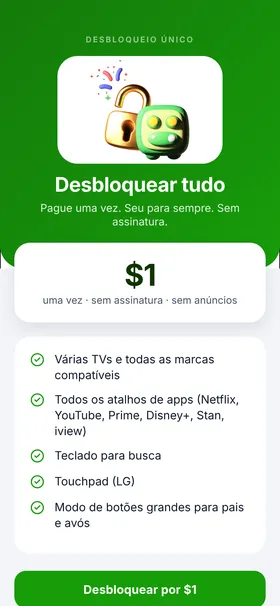 DESBLOQUEIO ÚNICO
Desbloquear tudo
Pague uma vez. Seu para sempre. Sem
assinatura.
$1
uma vez · sem assinatura · sem anúncios
Várias TVs e todas as marcas
compatíveis
Todos os atalhos de apps (Netflix,
YouTube, Prime, Disney+, Stan,
iview)
Teclado para busca
Touchpad (LG)
Modo de botões grandes para pais
e avós
Desbloquear por $1